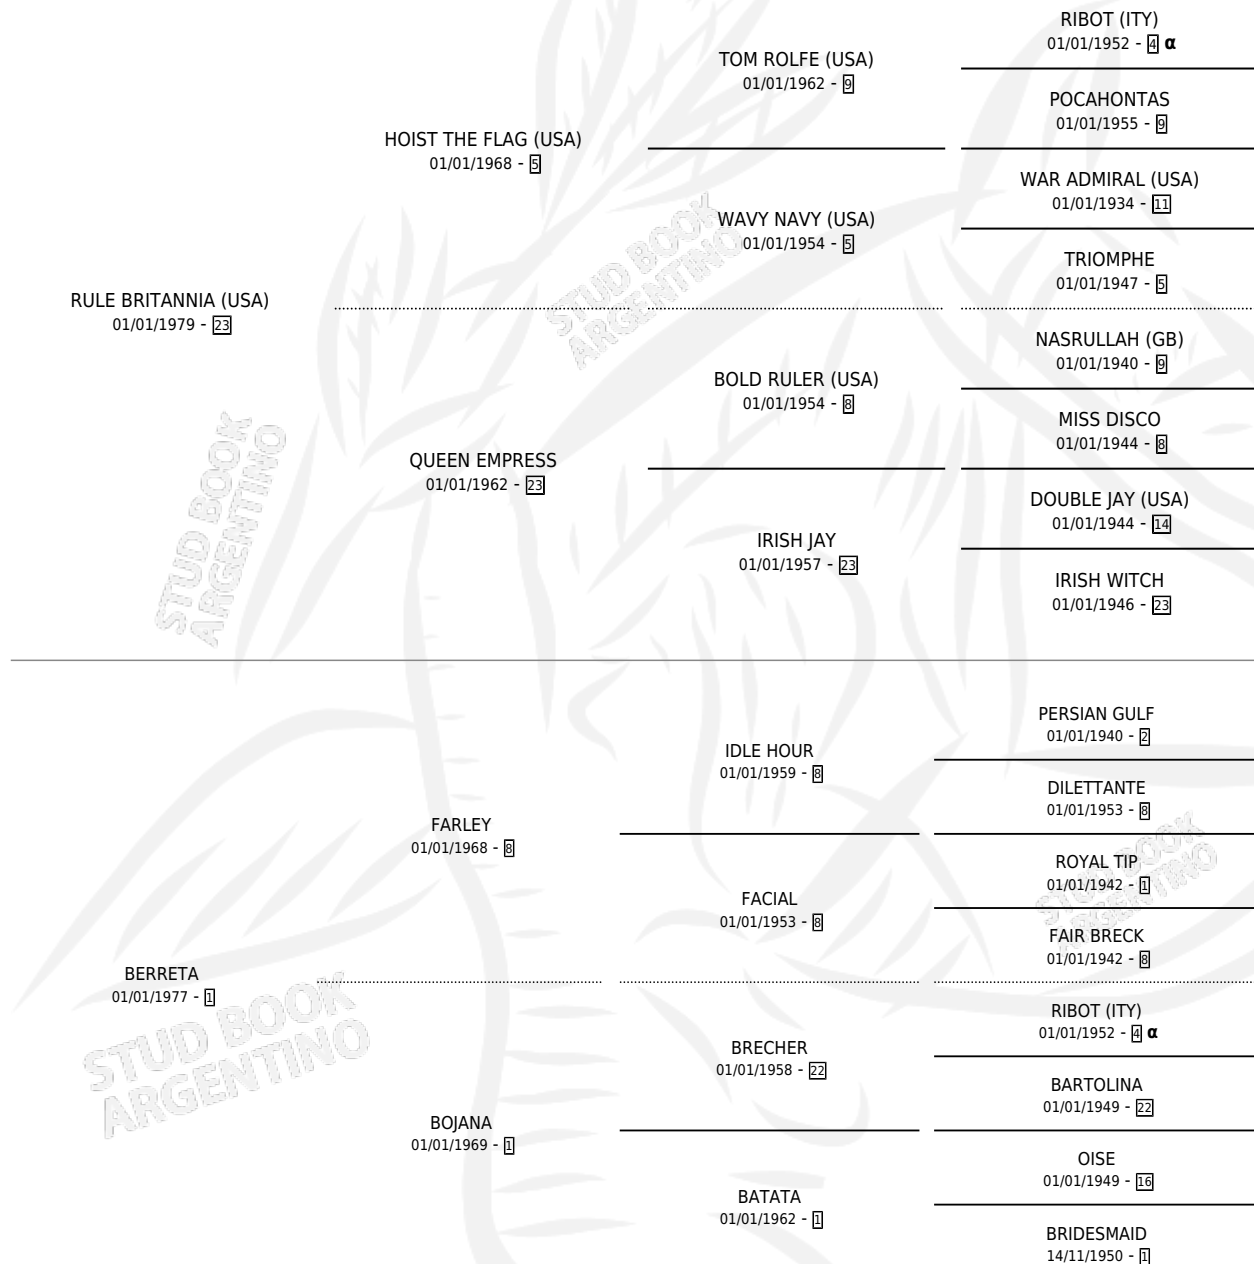 RIBOT (ITY)
01/01/1952 - 4 α
TOM ROLFE (USA)
01/01/1962 - 9
POCAHONTAS
01/01/1955 - 9
HOIST THE FLAG (USA)
01/01/1968 - 5
WAR ADMIRAL (USA)
01/01/1934 - 11
WAVY NAVY (USA)
01/01/1954 - 5
TRIOMPHE
01/01/1947 - 5
STUD BOOK
ARGENTINO
RULE BRITANNIA (USA)
01/01/1979 - 23
NASRULLAH (GB)
01/01/1940 - 9
BOLD RULER (USA)
01/01/1954 - 8
MISS DISCO
01/01/1944 - 8
QUEEN EMPRESS
01/01/1962 - 23
DOUBLE JAY (USA)
01/01/1944 - 14
IRISH JAY
01/01/1957 - 23
IRISH WITCH
01/01/1946 - 23
STUD BOOK
ARGENTINO
PERSIAN GULF
01/01/1940 - 2
IDLE HOUR
01/01/1959 - 8
DILETTANTE
01/01/1953 - 8
FARLEY
01/01/1968 - 8
ROYAL TIP
01/01/1942 - 1
FACIAL
01/01/1953 - 8
FAIR BRECK
01/01/1942 - 8
STUD BOOK
ARGENTINO
BERRETA
01/01/1977 - 1
RIBOT (ITY)
01/01/1952 - 4 α
BRECHER
01/01/1958 - 22
BARTOLINA
01/01/1949 - 22
BOJANA
01/01/1969 - 1
OISE
01/01/1949 - 16
BATATA
01/01/1962 - 1
BRIDESMAID
14/11/1950 - 1
STUD BOOK
ARGENTINO